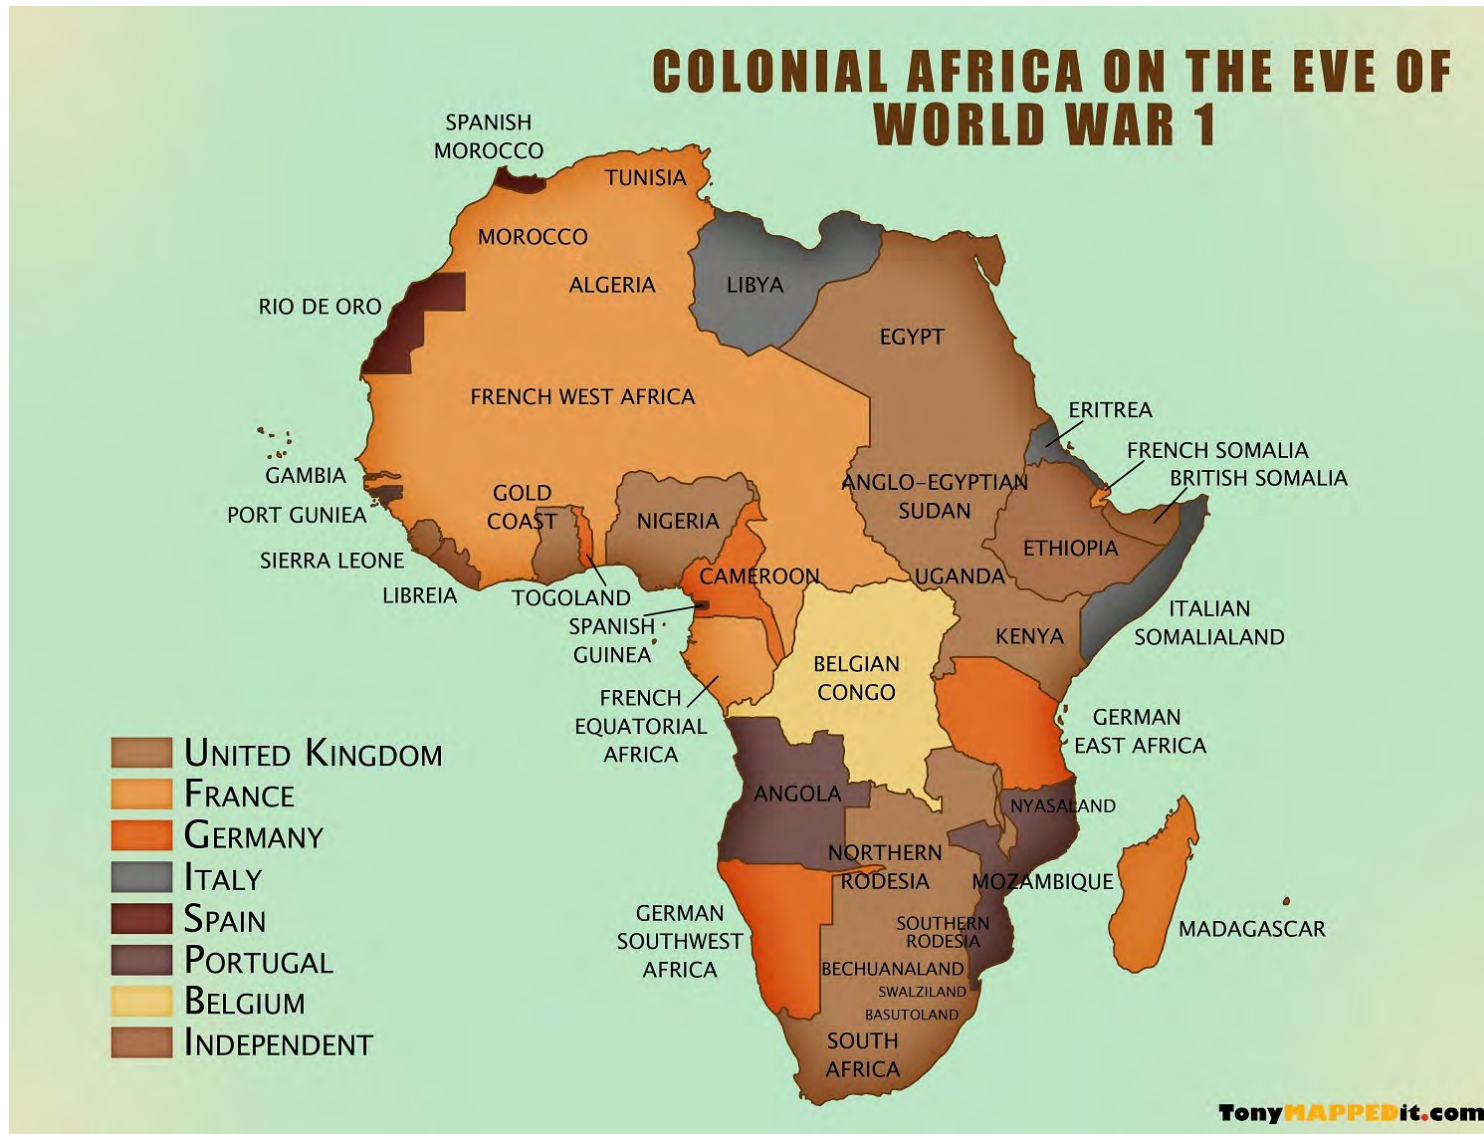 COLONIAL AFRICA ON THE EVE OF
WORLD WAR 1
SPANISH
MOROCCO
TUNISIA
MOROCCO
ALGERIA
LIBYA
RIO DE ORO
EGYPT
FRENCH WEST AFRICA
ERITREA
FRENCH SOMALIA
BRITISH SOMALIA
GAMBIA
PORT GUNIEA
GOLD
COAST
NIGERIA
ANGLO-EGYPTIAN
SUDAN
ETHIOPIA
SIERRA LEONE
LIBREIA
TOGOLAND
CAMEROON
UGANDA
SPANISH
GUINEA
KENYA
ITALIAN
SOMALIALAND
BELGIAN
CONGO
FRENCH
EQUATORIAL
AFRICA
GERMAN
EAST AFRICA
ANGOLA
NYASALAND
NORTHERN
RODESIA
MOZAMBIQUE
MADAGASCAR
GERMAN
SOUTHWEST
AFRICA
SOUTHERN
RODESIA
BECHUANALAND
SWALZILAND
BASUTOLAND
SOUTH
AFRICA
UNITED KINGDOM
FRANCE
GERMANY
ITALY
SPAIN
PORTUGAL
BELGIUM
INDEPENDENT
TonyMAPPEDit.com